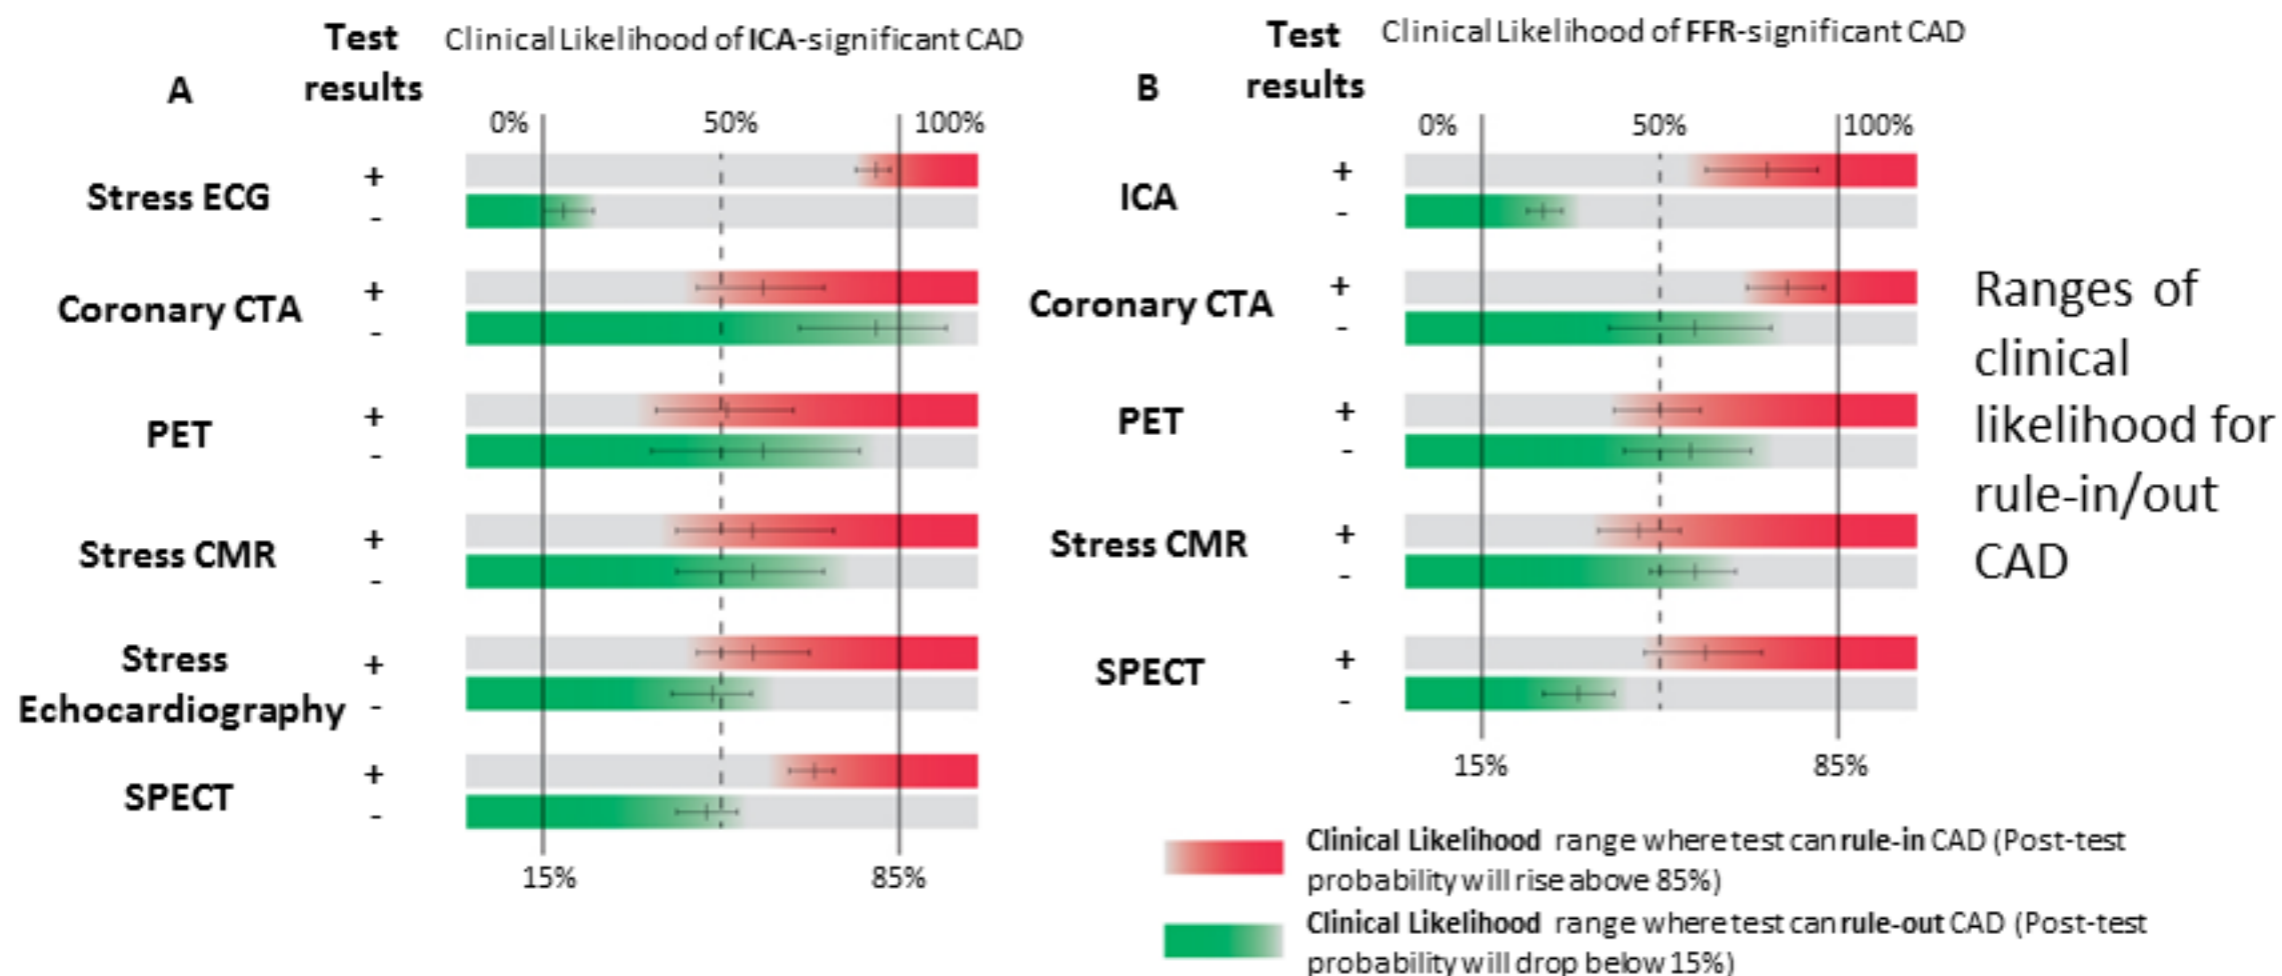 A
Test
results
Clinical Likelihood of ICA-significant CAD
0% 50% 100%
Stress ECG
+
-
Coronary CTA
+
-
PET
+
-
Stress CMR
+
-
Stress
Echocardiography
+
-
SPECT
+
-
15% 85%
B
Test
results
Clinical Likelihood of FFR-significant CAD
0% 50% 100%
ICA
+
-
Coronary CTA
+
-
PET
+
-
Stress CMR
+
-
SPECT
+
-
15% 85%
Ranges of
clinical
likelihood for
rule-in/out
CAD
Clinical Likelihood range where test can rule-in CAD (Post-test
probability will rise above 85%)
Clinical Likelihood range where test can rule-out CAD (Post-test
probability will drop below 15%)